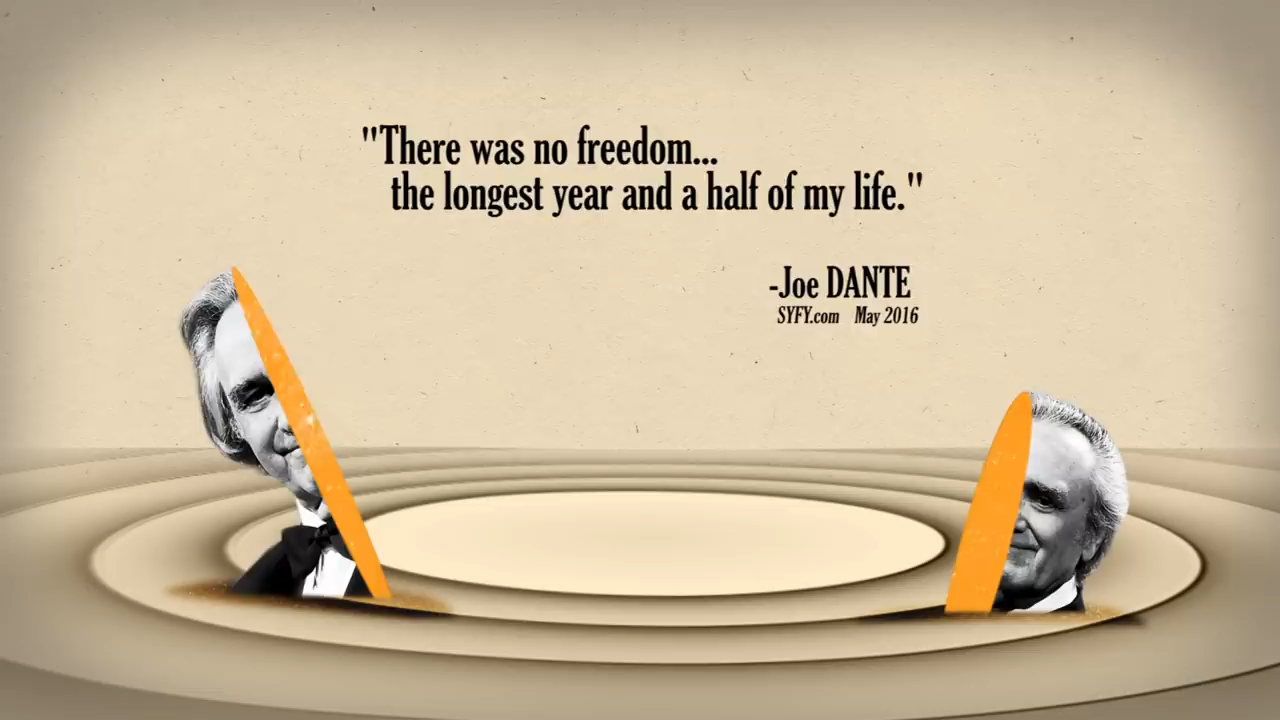 "There was no freedom...
the longest year and a half of my life."
-Joe DANTE
SYFY.com May 2016